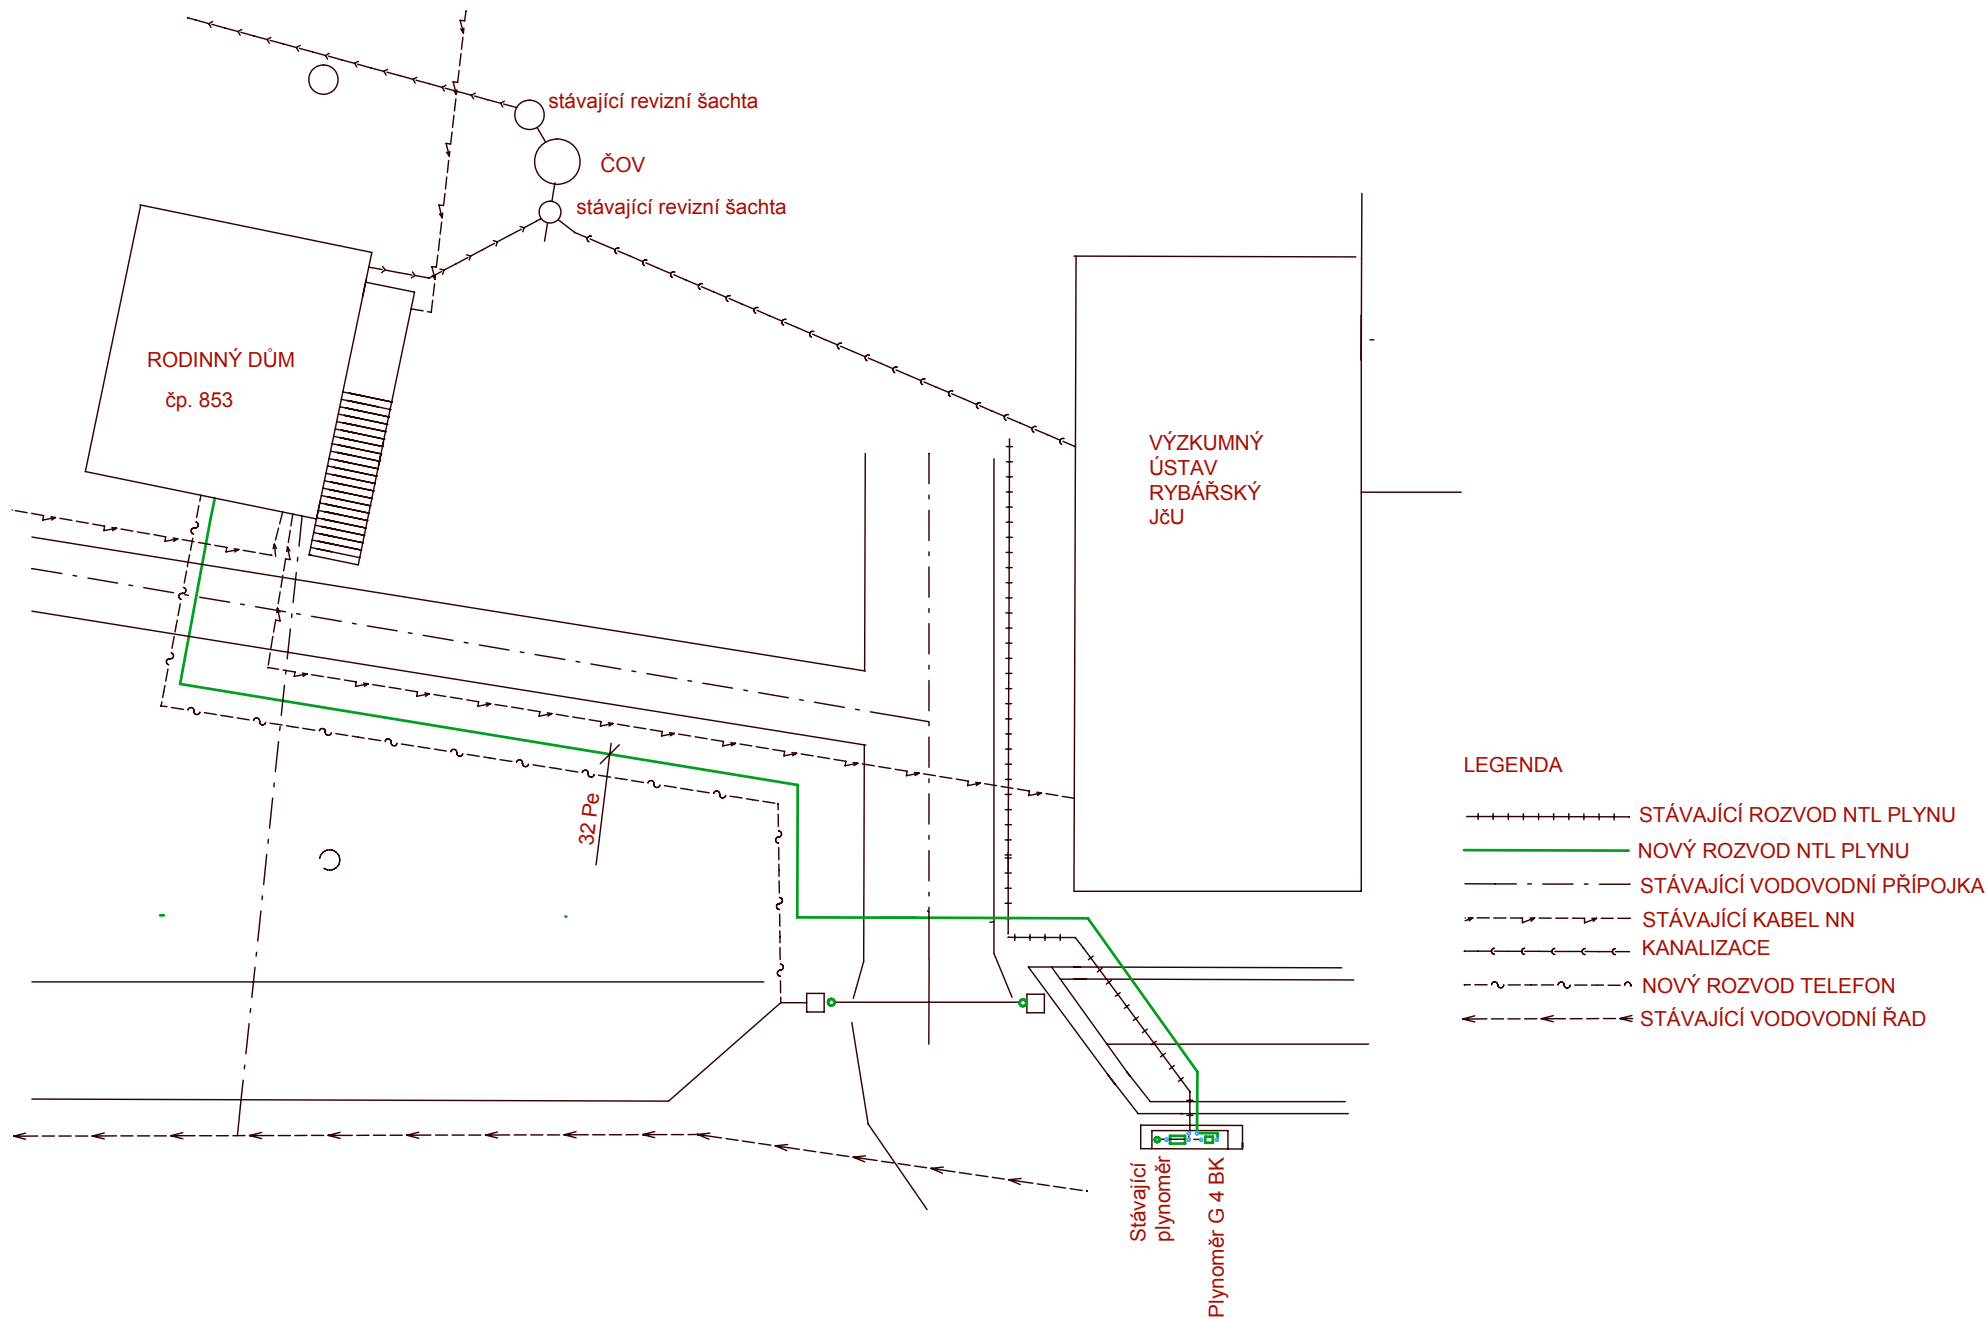 stávající revizní šachta
ČOV
stávající revizní šachta
RODINNÝ DŮM
čp. 853
VÝZKUMNÝ
ÚSTAV
RYBÁŘSKÝ
JčU
32 Pe
LEGENDA
STÁVAJÍCÍ ROZVOD NTL PLYNU
NOVÝ ROZVOD NTL PLYNU
STÁVAJÍCÍ VODOVODNÍ PŘÍPOJKA
STÁVAJÍCÍ KABEL NN
KANALIZACE
NOVÝ ROZVOD TELEFON
STÁVAJÍCÍ VODOVODNÍ ŘAD
Stávající
plynoměr
Plynoměr G 4 BK